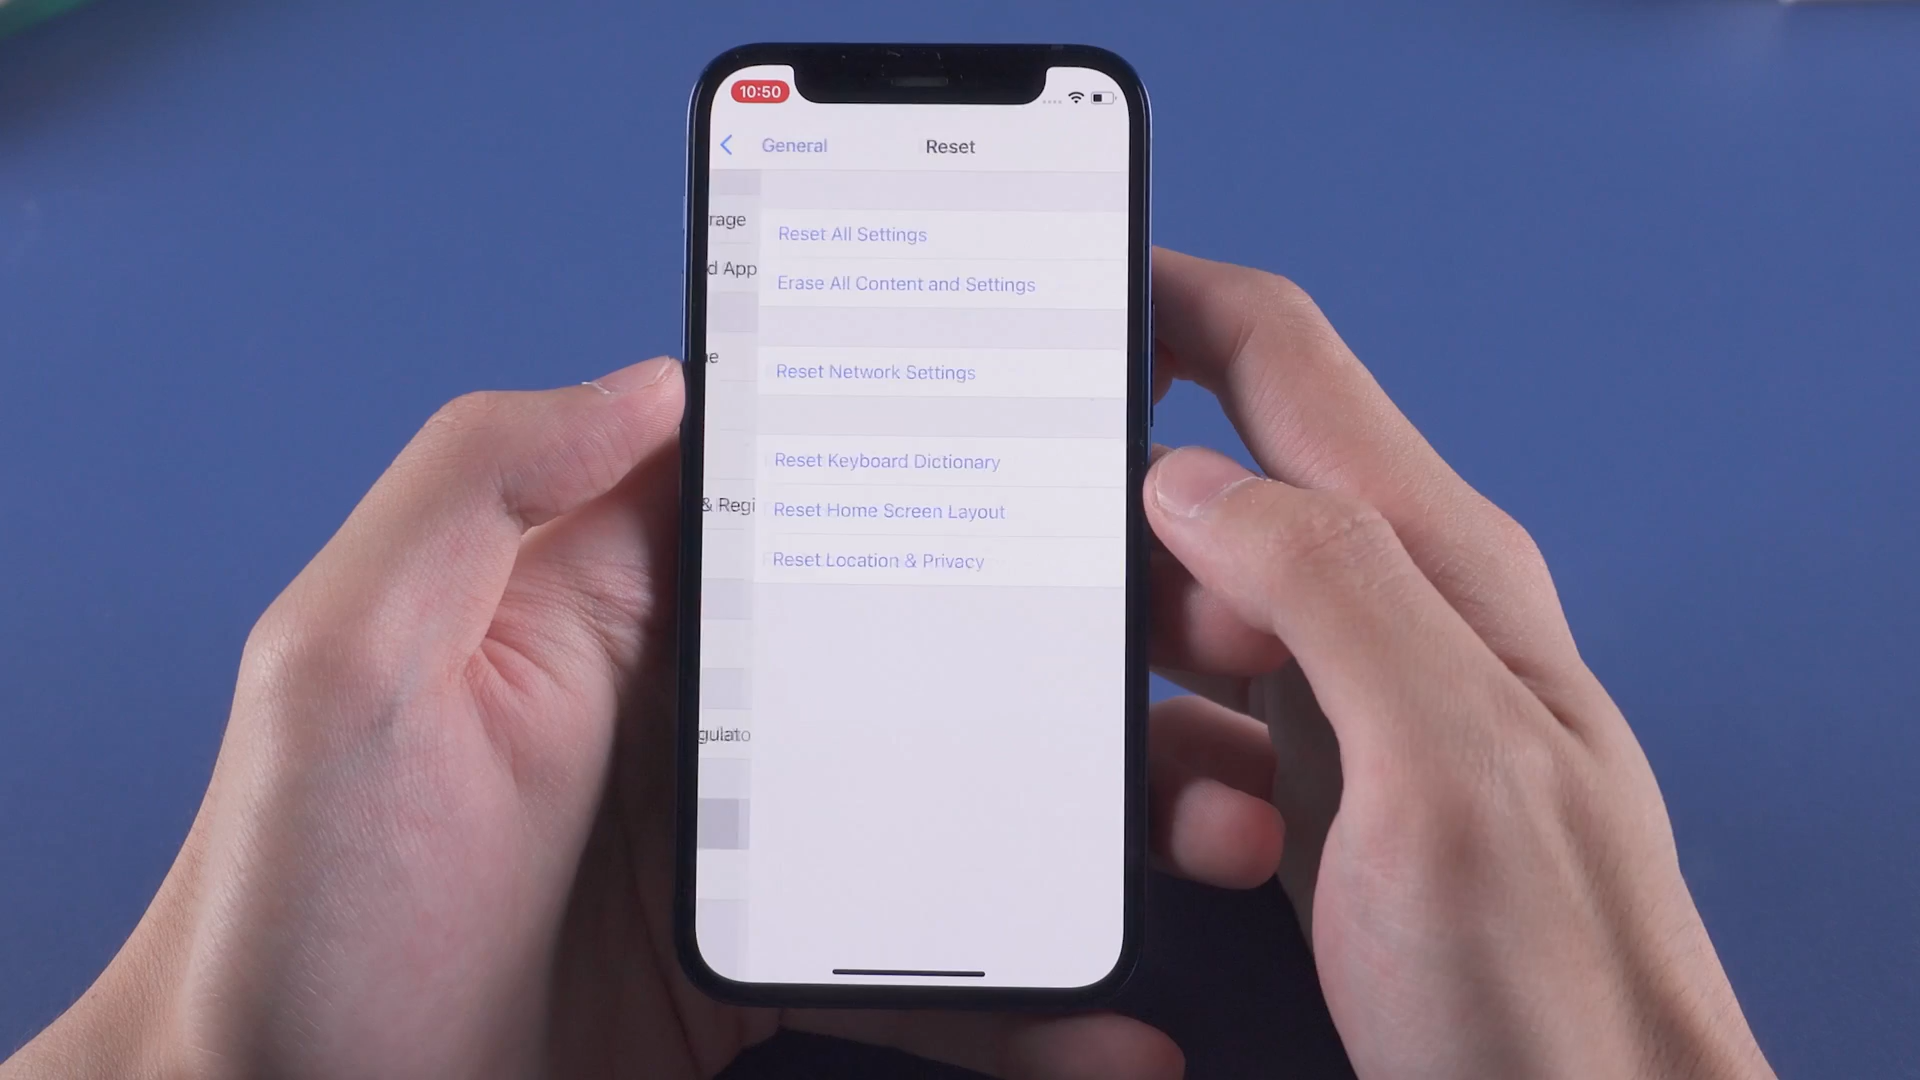 10:50
General
Reset
rage
Reset All Settings
d App
Erase All Content and Settings
ne
Reset Network Settings
Reset Keyboard Dictionary
& Regi
Reset Home Screen Layout
Reset Location & Privacy
gulato